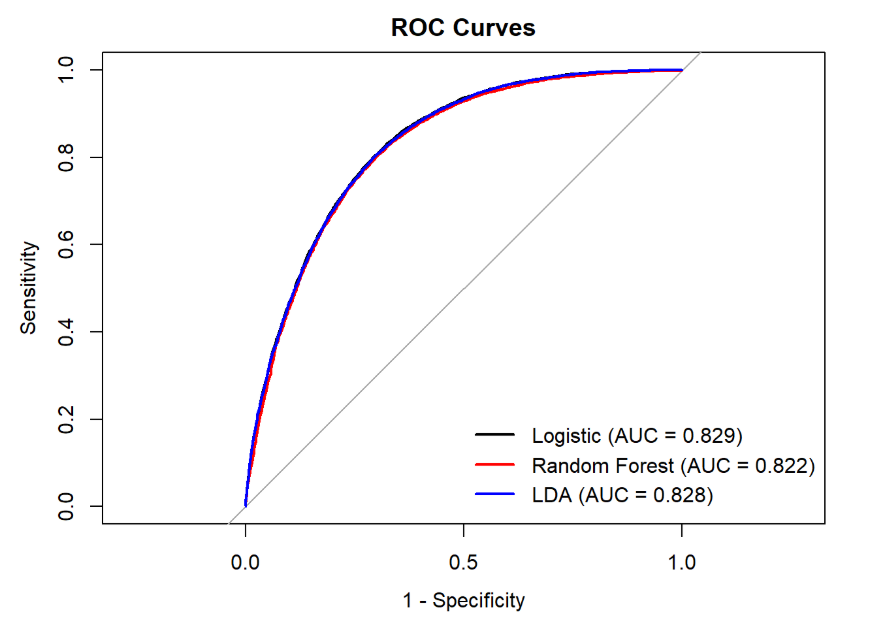 ROC Curves
Sensitivity
1.0
0.8
0.6
0.4
0.2
0.0
Logistic (AUC = 0.829)
Random Forest (AUC = 0.822)
LDA (AUC = 0.828)
0.0 0.5 1.0
1 - Specificity